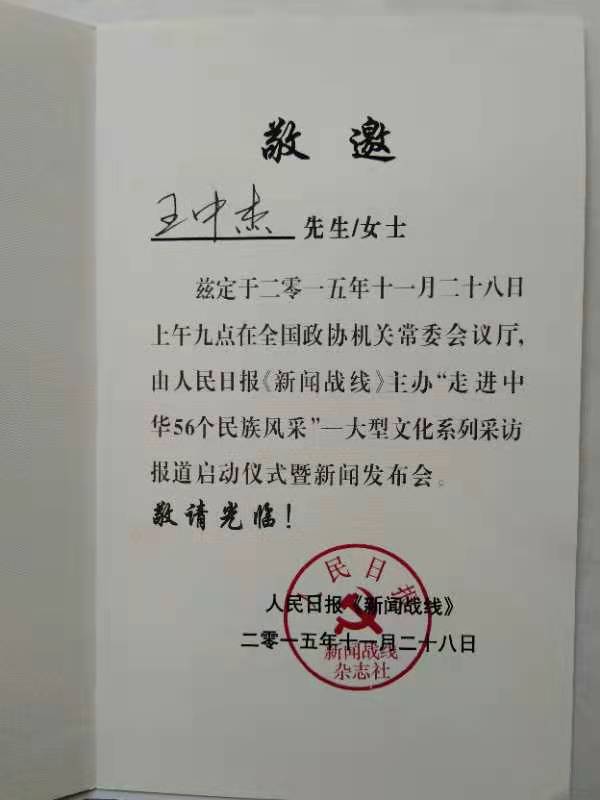 敬邀
王中杰 先生/女士
兹定于二零一五年十一月二十八日
上午九点在全国政协机关常委会议厅,
由人民日报《新闻战线》主办“走进中
华56个民族风采”—大型文化系列采访
报道启动仪式暨新闻发布会。
敬请光临!
人民日报
人民日报《新闻战线》
二零一五年十一月二十八日
新闻战线
杂志社